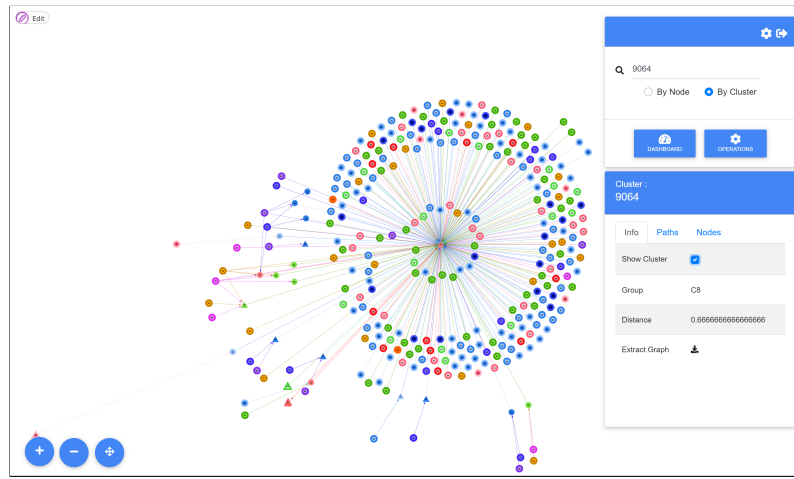 Edit
9064
By Node
By Cluster
DASHBOARD
OPERATIONS
Cluster :
9064
Info Paths Nodes
Show Cluster
Group C8
Distance 0.6666666666666666
Extract Graph